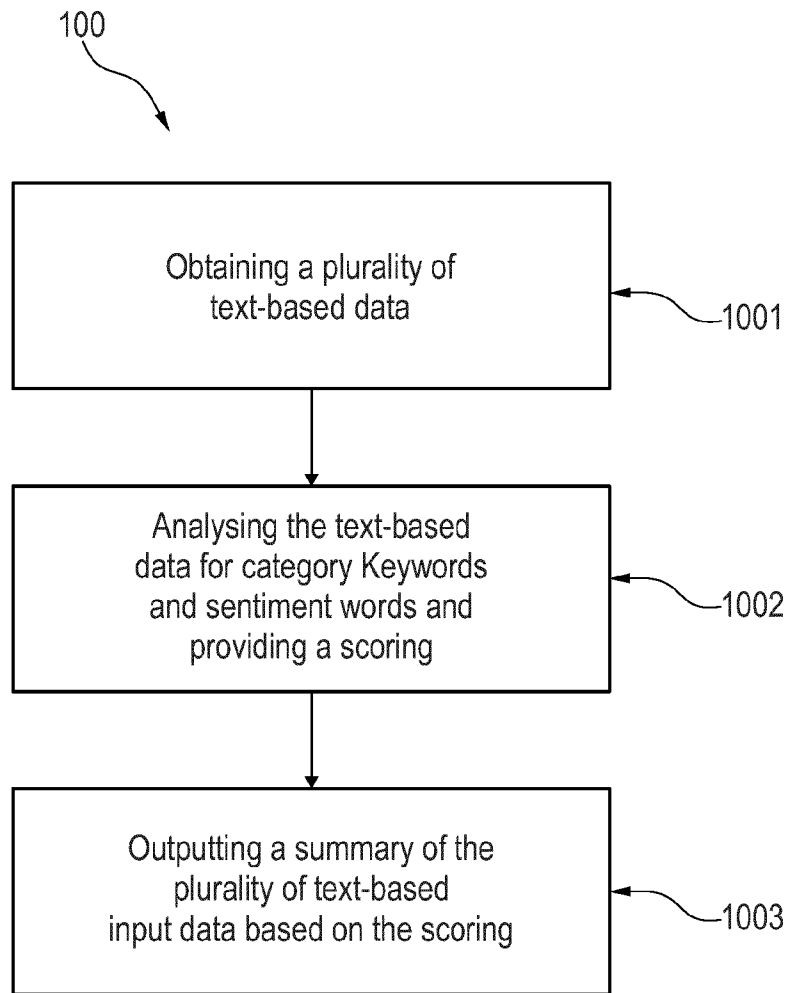 100
Obtaining a plurality of
text-based data
1001
Analysing the text-based
data for category Keywords
and sentiment words and
providing a scoring
1002
Outputting a summary of the
plurality of text-based
input data based on the scoring
1003